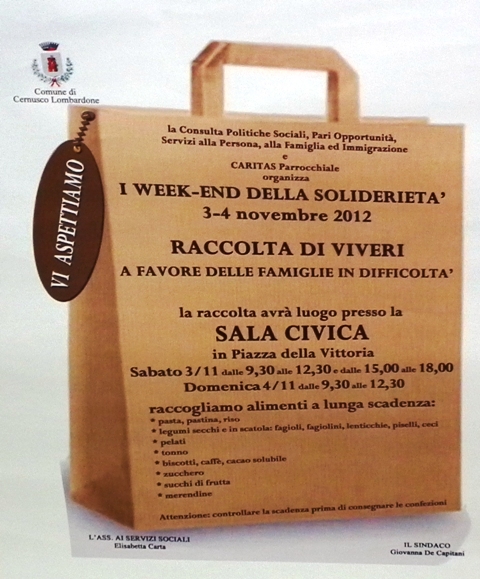 Comune di
Cernusco Lombardone
VI ASPETTIAMO
la Consulta Politiche Sociali, Pari Opportunità,
Servizi alla Persona, alla Famiglia ed Immigrazione
e
CARITAS Parrocchiale
organizza
I WEEK-END DELLA SOLIDERIETA'
3-4 novembre 2012
RACCOLTA DI VIVERI
A FAVORE DELLE FAMIGLIE IN DIFFICOLTA'
la raccolta avrà luogo presso la
SALA CIVICA
in Piazza della Vittoria
Sabato 3/11 dalle 9,30 alle 12,30 e dalle 15,00 alle 18,00
Domenica 4/11 dalle 9,30 alle 12,30
raccogliamo alimenti a lunga scadenza:
* pasta, pastina, riso
* legumi secchi e in scatola: fagioli, fagiolini, lenticchie, piselli, ceci
* pelati
* tonno
* biscotti, caffè, cacao solubile
* zucchero
* succhi di frutta
* merendine
Attenzione: controllare la scadenza prima di consegnare le confezioni
L'ASS. AI SERVIZI SOCIALI
Elisabetta Carta
IL SINDACO
Giovanna De Capitani